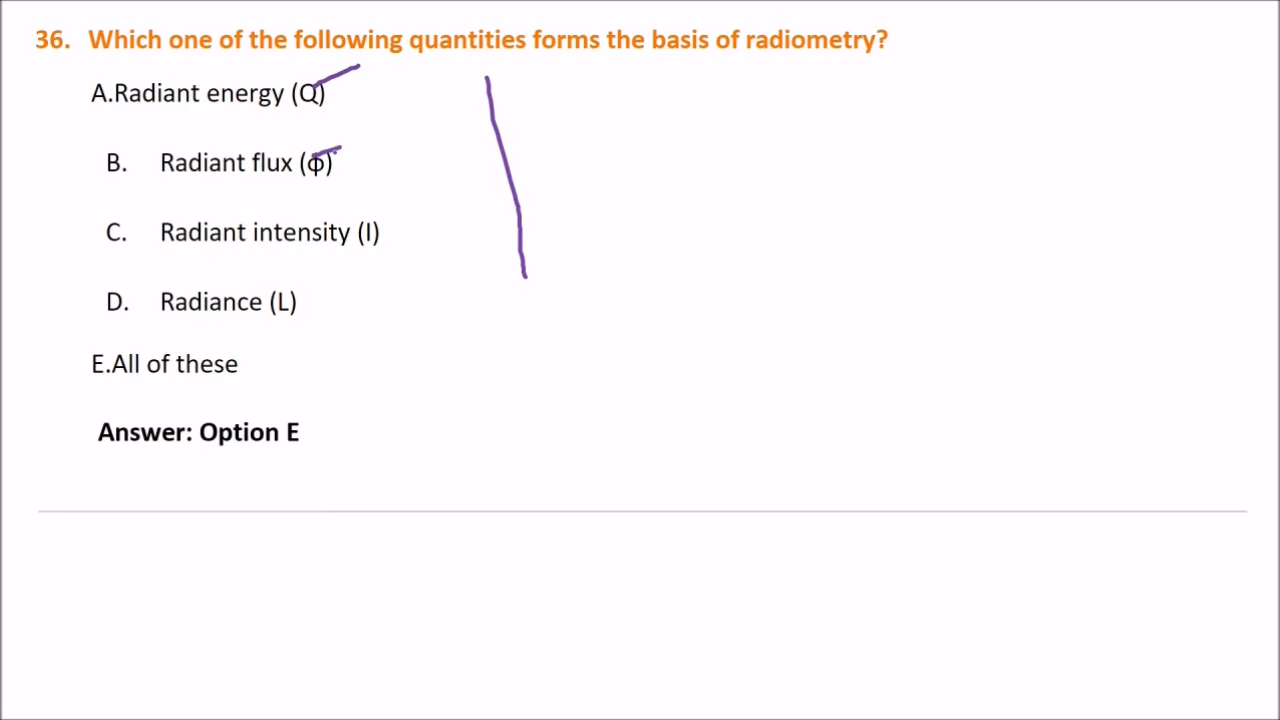 36. Which one of the following quantities forms the basis of radiometry?
A.Radiant energy (Q)
B. Radiant flux (ϕ)
C. Radiant intensity (I)
D. Radiance (L)
E.All of these
Answer: Option E